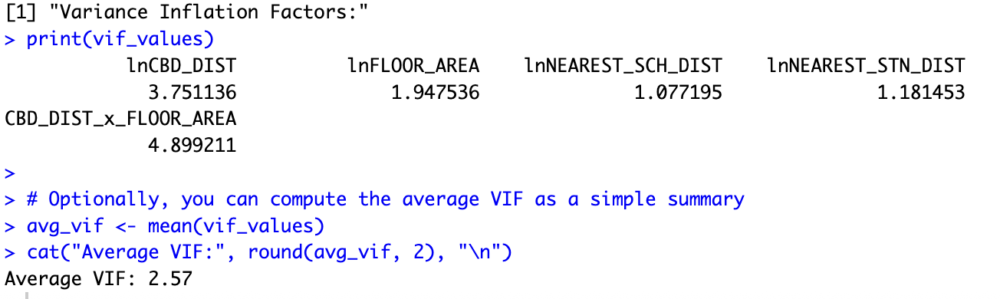 [1] "Variance Inflation Factors:"
> print(vif_values)
lnCBD_DIST lnFLOOR_AREA lnNEAREST_SCH_DIST lnNEAREST_STN_DIST
3.751136 1.947536 1.077195 1.181453
CBD_DIST_x_FLOOR_AREA
4.899211
>
> # Optionally, you can compute the average VIF as a simple summary
> avg_vif <- mean(vif_values)
> cat("Average VIF:", round(avg_vif, 2), "\n")
Average VIF: 2.57